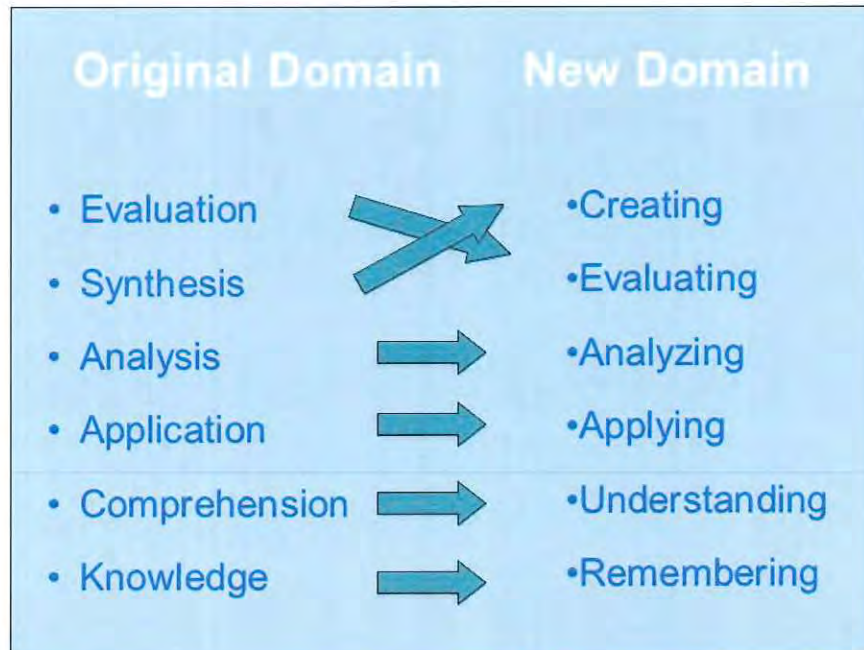 Original Domain New Domain
• Evaluation •Creating
• Synthesis •Evaluating
• Analysis •Analyzing
• Application •Applying
• Comprehension •Understanding
• Knowledge •Remembering